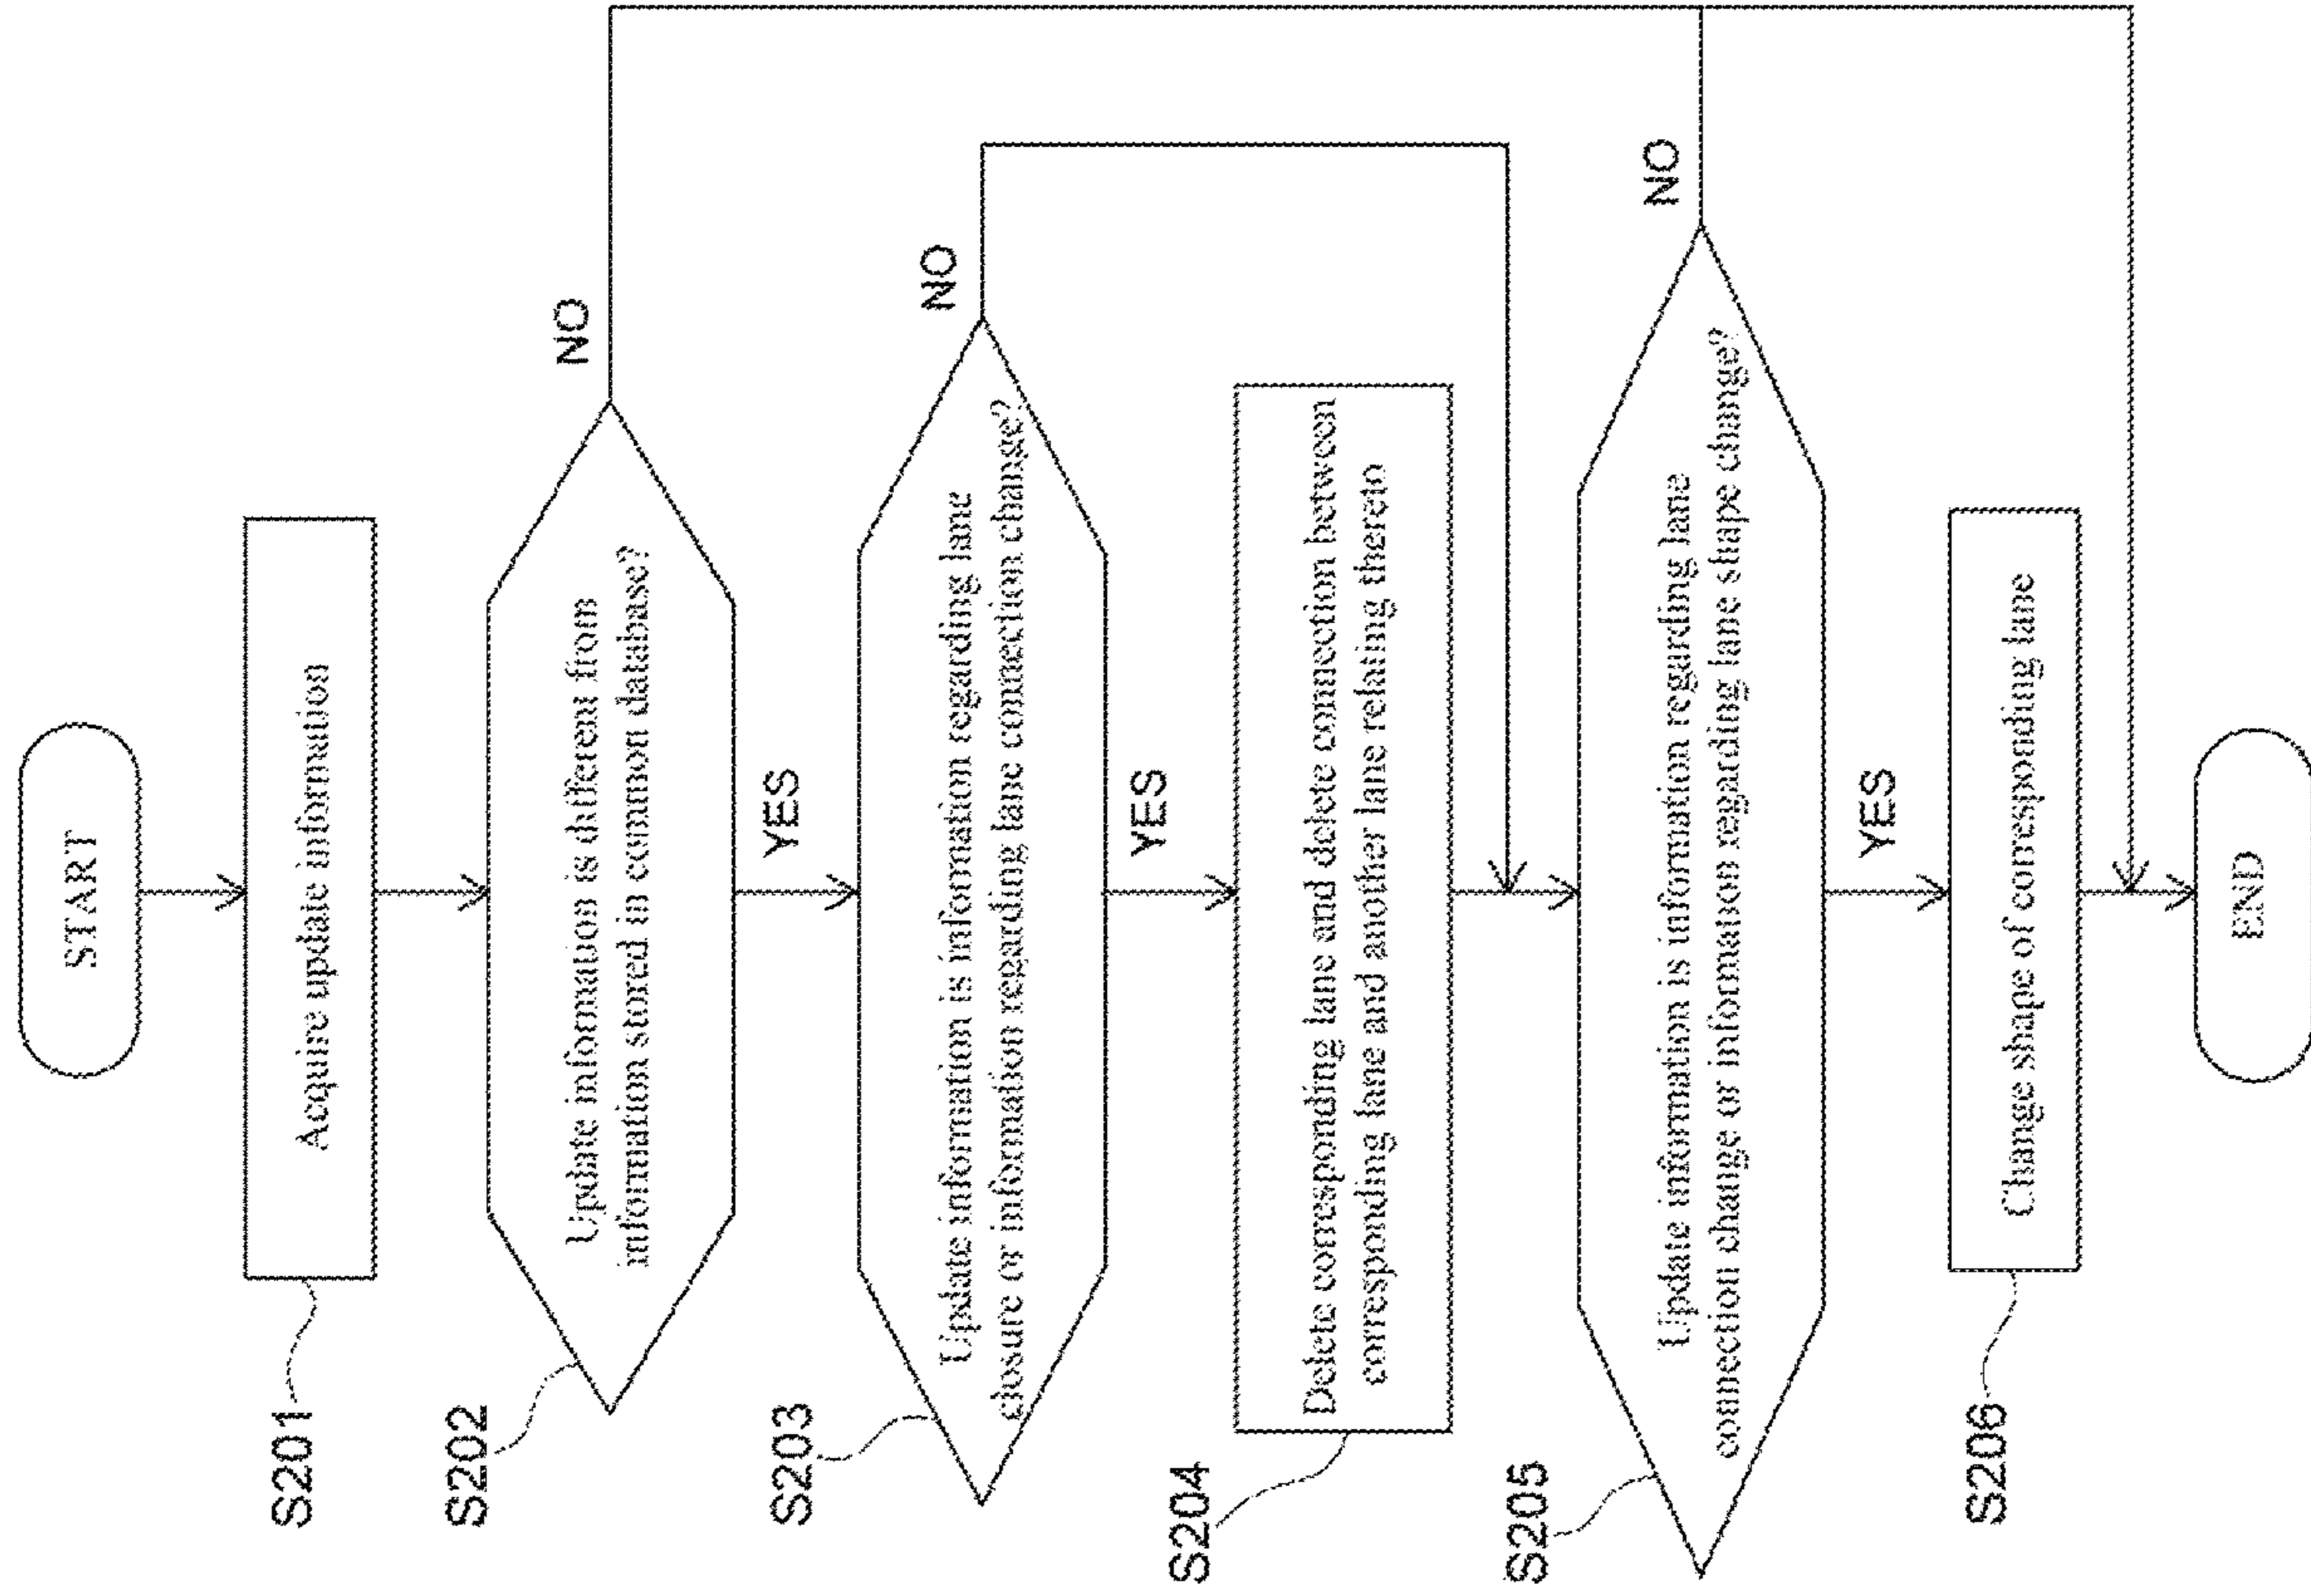 START
S201
Acquire update information
S202
Update information is different from
information stored in common database?
NO
YES
S203
Update information is information regarding lane
closure or information regarding lane connection change?
NO
YES
S204
Delete corresponding lane and delete connection between
corresponding lane and another lane relating thereto
S205
Update information is information regarding lane
connection change or information regarding lane shape change?
NO
YES
S206
Change shape of corresponding lane
END